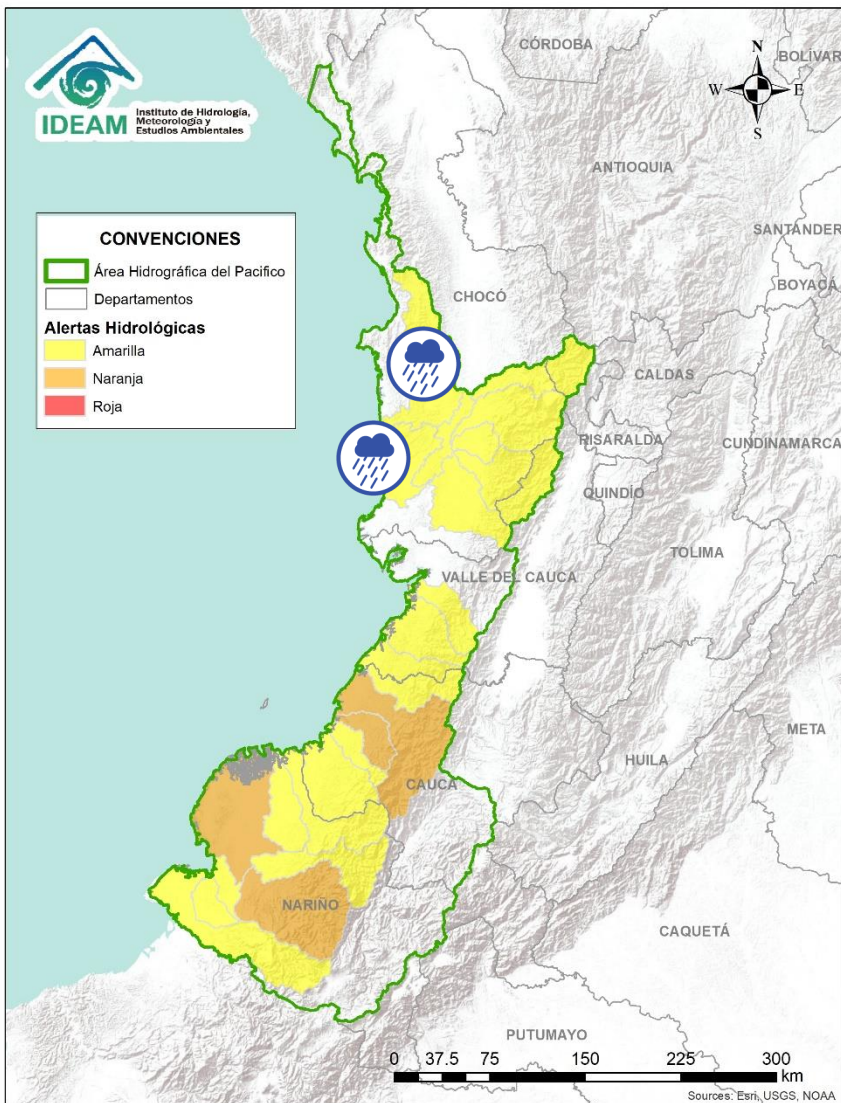 IDEAM
Instituto de Hidrología,
Meteorología y
Estudios Ambientales
N
W
E
S
CÓRDOBA
BOLÍVAR
ANTIOQUIA
SANTANDER
BOYACÁ
CHOCÓ
CALDAS
RISARALDA
CUNDINAMARCA
QUINDÍO
TOLIMA
VALLE DEL CAUCA
META
HUILA
CAUCA
NARIÑO
CAQUETÁ
PUTUMAYO
CONVENCIONES
Área Hidrográfica del Pacifico
Departamentos
Alertas Hidrológicas
Amarilla
Naranja
Roja
0 37.5 75 150 225 300
km
Sources: Esri, USGS, NOAA